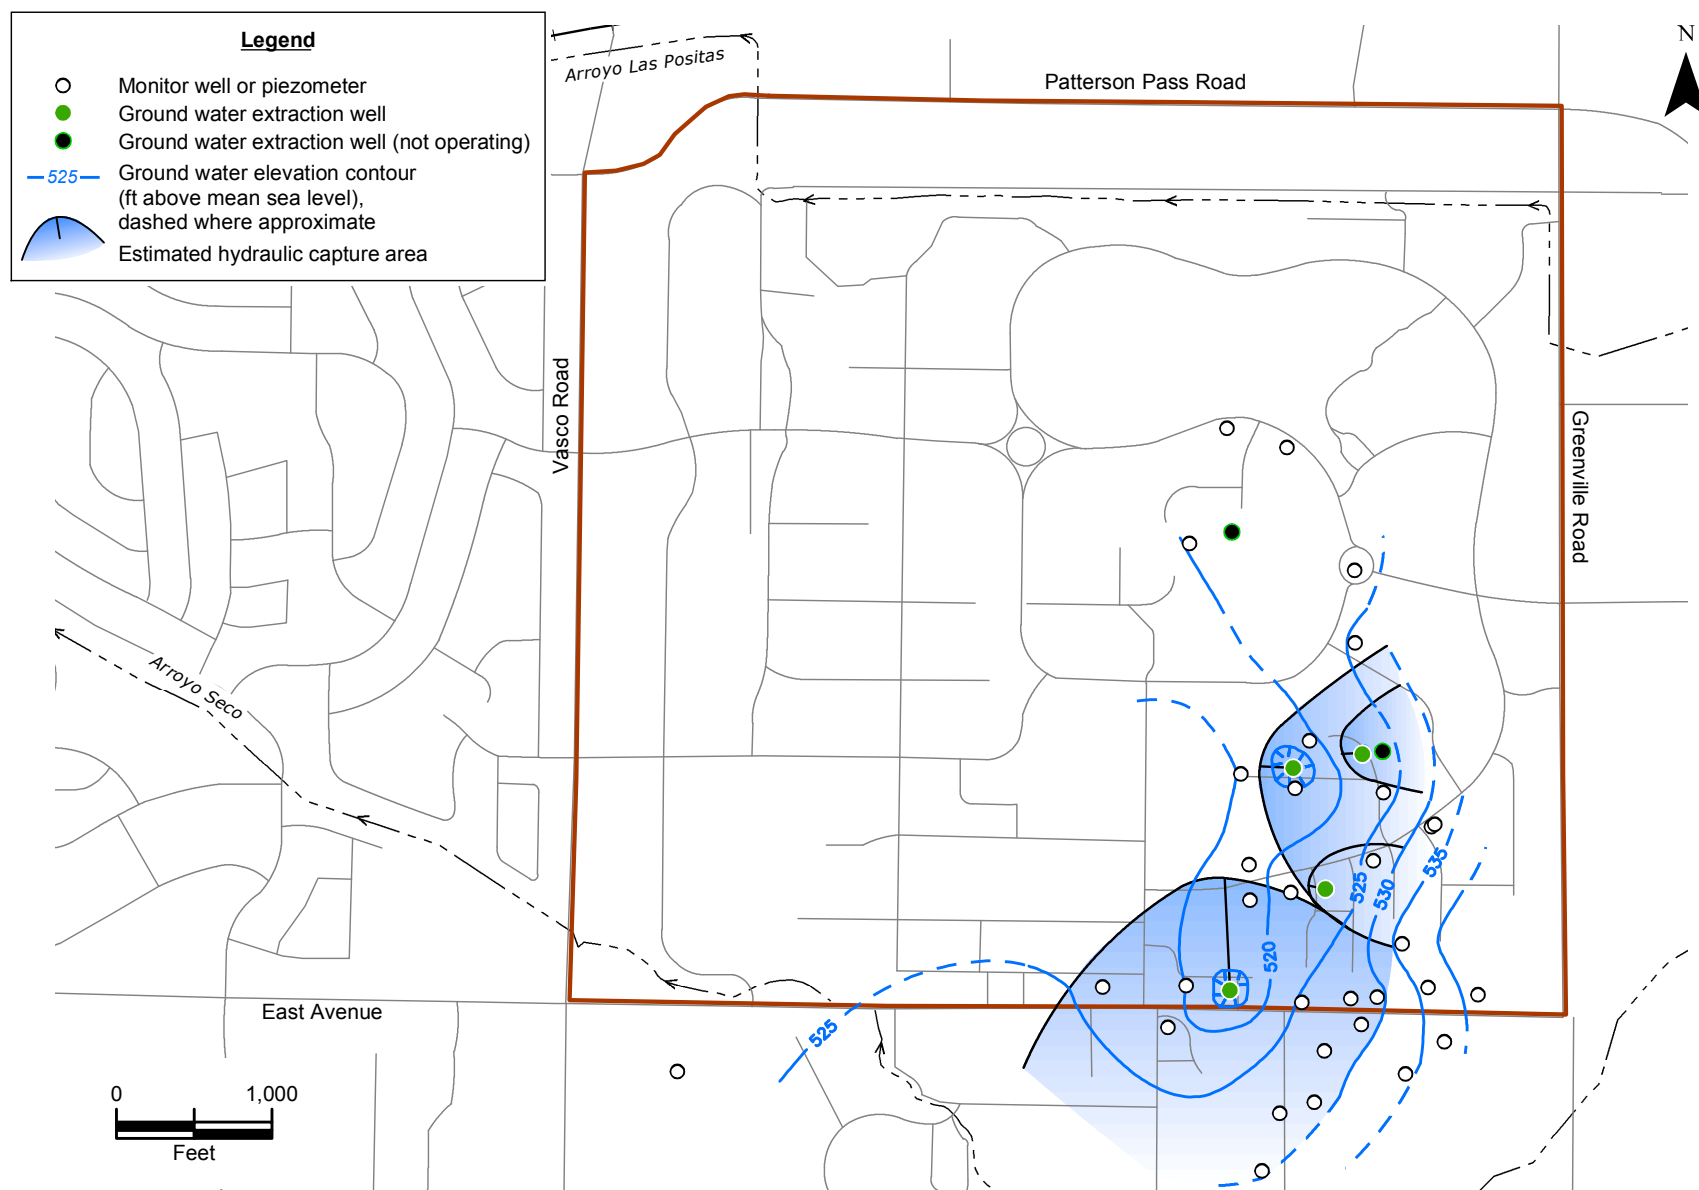 Legend
Monitor well or piezometer
Ground water extraction well
Ground water extraction well (not operating)
525
Ground water elevation contour
(ft above mean sea level),
dashed where approximate
Estimated hydraulic capture area
N
Arroyo Las Positas
Patterson Pass Road
Vasco Road
Greenville Road
Arroyo Seco
535
525
530
520
East Avenue
525
0
1,000
Feet